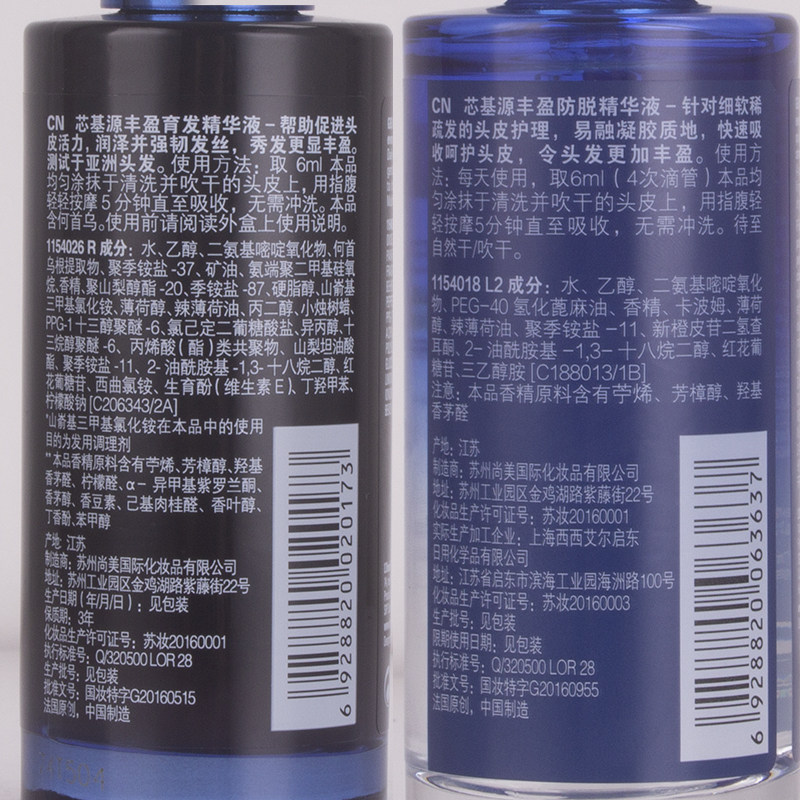 CN 芯基源丰盈育发精华液－帮助促进头
皮活力，润泽并强韧发丝，秀发更显丰盈。
测试于亚洲头发。使用方法：取 6ml 本品
均匀涂抹于清洗并吹干的头皮上，用指腹
轻轻按摩5分钟直至吸收，无需冲洗。本品
含何首乌。使用前请阅读外盒上使用说明。
1154026 R 成分：水、乙醇、二氨基嘧啶氧化物、何首
乌根提取物、聚季铵盐-37、矿油、氨端聚二甲基硅氧
烷、香精、聚山梨醇酯-20、季铵盐-87、硬脂醇、山嵛基
三甲基氯化铵、薄荷醇、辣薄荷油、丙二醇、小烛树蜡、
PPG-1十三醇聚醚-6、氯己定二葡糖酸盐、异丙醇、十
三烷醇聚醚-6、丙烯酸（酯）类共聚物、山梨坦油酸
酯、聚季铵盐-11、2-油酰胺基-1,3-十八烷二醇、红花
葡糖苷、西曲氯铵、生育酚（维生素E）、丁羟甲苯、
柠檬酸钠 [C206343/2A]
*山嵛基三甲基氯化铵在本品中的使用
目的为发用调理剂
**本品香精原料含有苧烯、芳樟醇、羟基
香茅醛、柠檬醛、α-异甲基紫罗兰酮、
香茅醇、香豆素、己基肉桂醛、香叶醇、
丁香酚、苯甲醇
产地：江苏
制造商：苏州尚美国际化妆品有限公司
地址：苏州工业园区金鸡湖路紫藤街22号
生产日期（年/月/日）：见包装
保质期：3年
化妆品生产许可证号：苏妆20160001
执行标准号：Q/320500 LOR 28
生产批号：见包装
批准文号：国妆特字G20160515
法国原创，中国制造
6 928820 020173
CN 芯基源丰盈防脱精华液－针对细软稀
疏发的头皮护理，易融凝胶质地，快速吸
收呵护头皮，令头发更加丰盈。使用方
法：每天使用，取6ml（4次滴管）本品均
匀涂抹于清洗并吹干的头皮上，用指腹轻
轻按摩5分钟直至吸收，无需冲洗。待至
自然干/吹干。
1154018 L2 成分：水、乙醇、二氨基嘧啶氧化
物、PEG-40 氢化蓖麻油、香精、卡波姆、薄荷
醇、辣薄荷油、聚季铵盐-11、新橙皮苷二氢查
耳酮、2-油酰胺基-1,3-十八烷二醇、红花葡
糖苷、三乙醇胺 [C188013/1B]
注意：本品香精原料含有苧烯、芳樟醇、羟基
香茅醛
产地：江苏
制造商：苏州尚美国际化妆品有限公司
地址：苏州工业园区金鸡湖路紫藤街22号
化妆品生产许可证号：苏妆20160001
实际生产加工企业：上海西西艾尔启东
日用化学品有限公司
地址：江苏省启东市滨海工业园海洲路100号
化妆品生产许可证号：苏妆20160003
生产批号：见包装
限期使用日期：见包装
执行标准号：Q/320500 LOR 28
批准文号：国妆特字G20160955
法国原创，中国制造
6 928820 063637